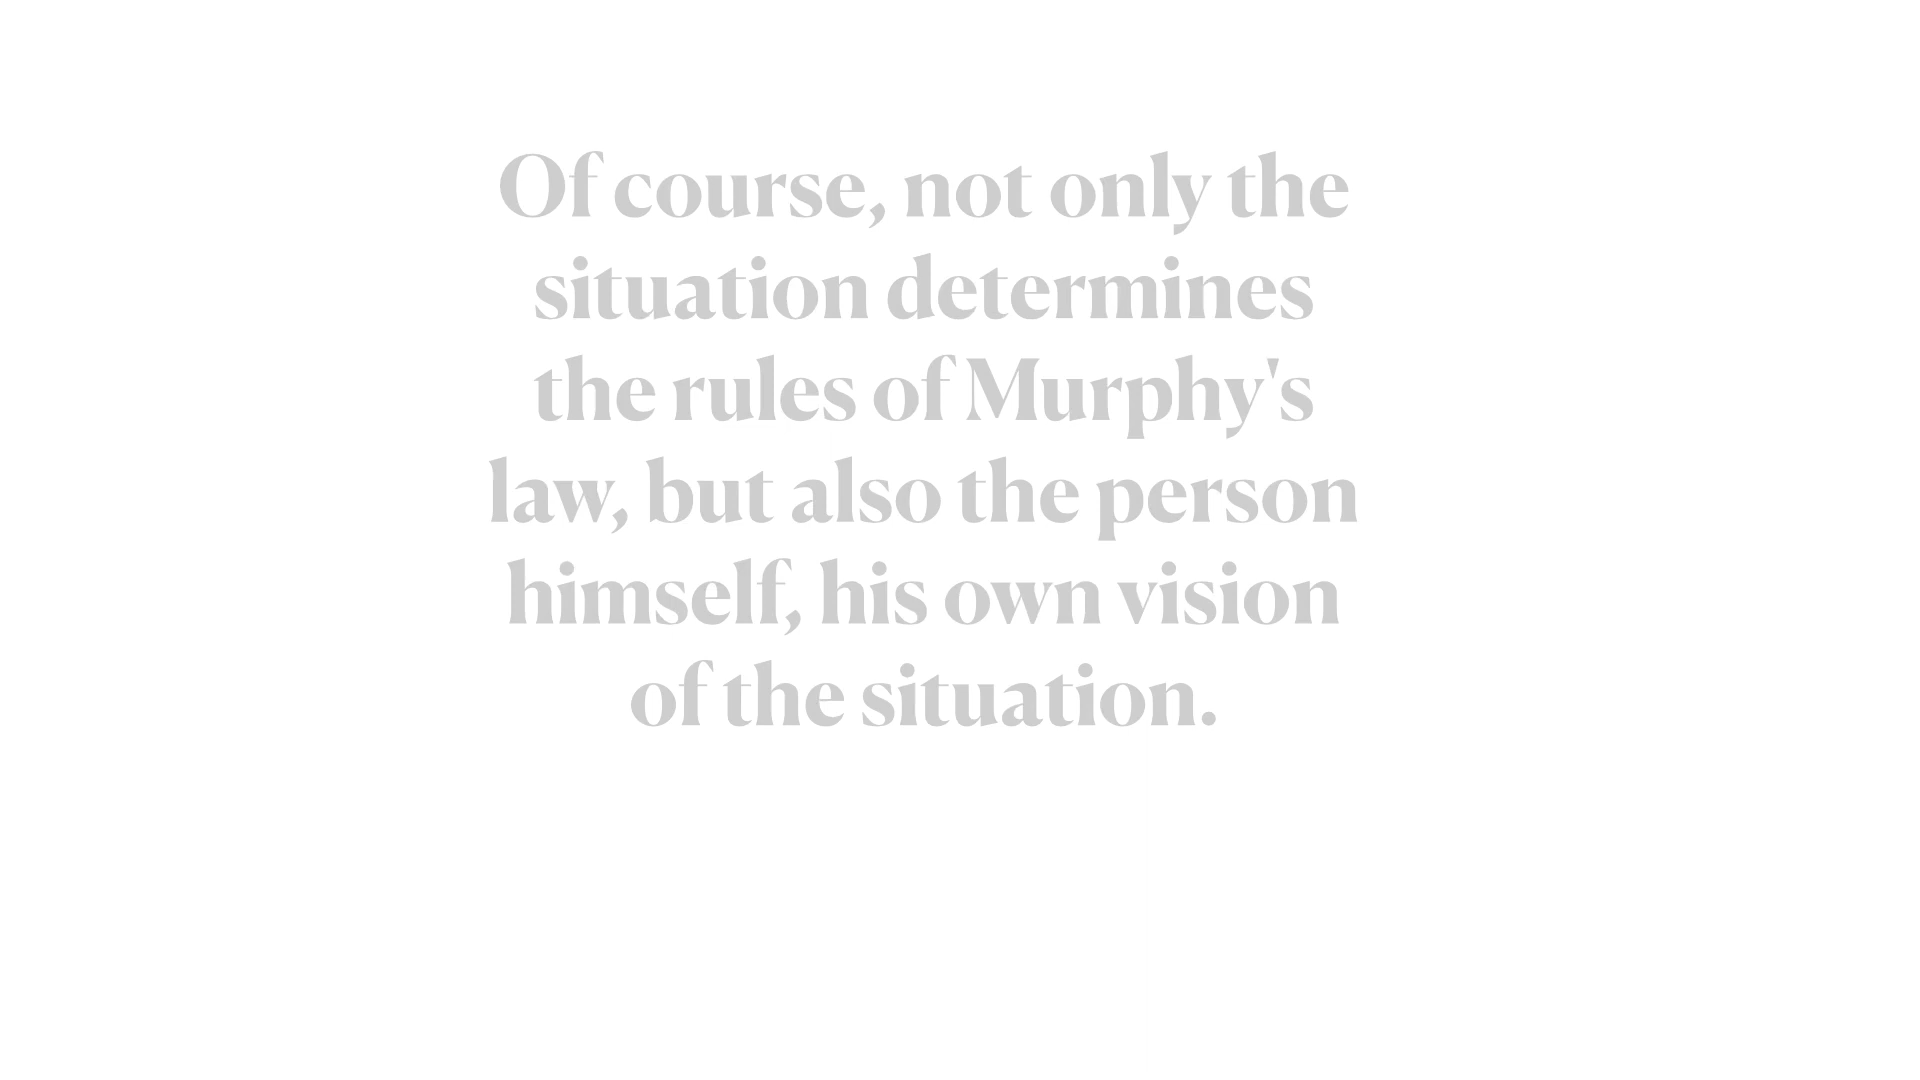 Of course, not only the
situation determines
the rules of Murphy's
law, but also the person
himself, his own vision
of the situation.